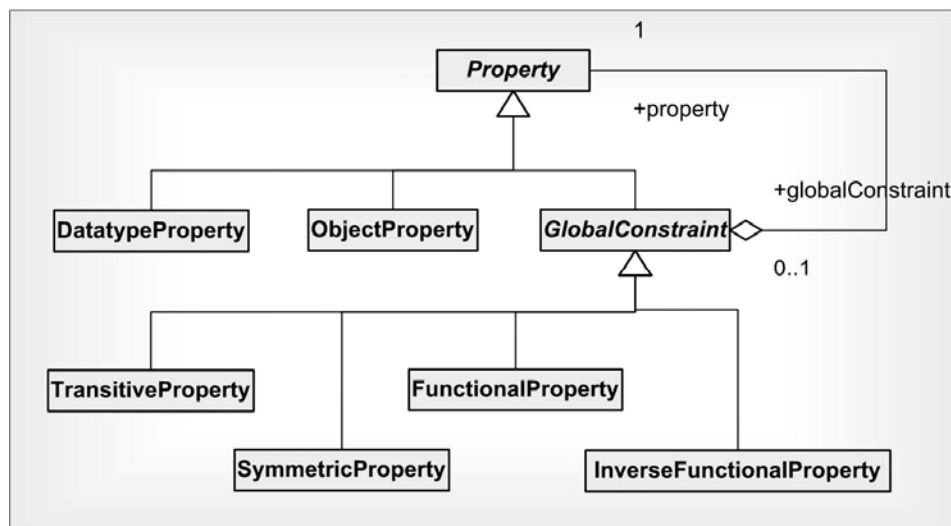 1
Property
+property
+globalConstraint
DatatypeProperty
ObjectProperty
GlobalConstraint
0..1
TransitiveProperty
FunctionalProperty
SymmetricProperty
InverseFunctionalProperty